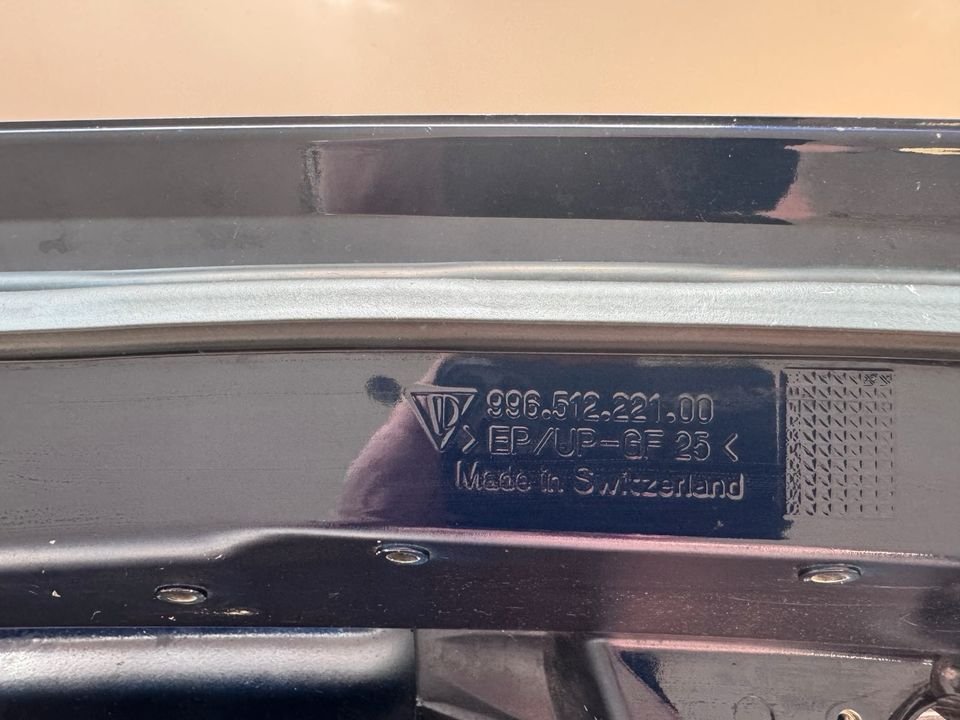 996.512.221.00
> EP/UP-GF 25 <
Made in Switzerland